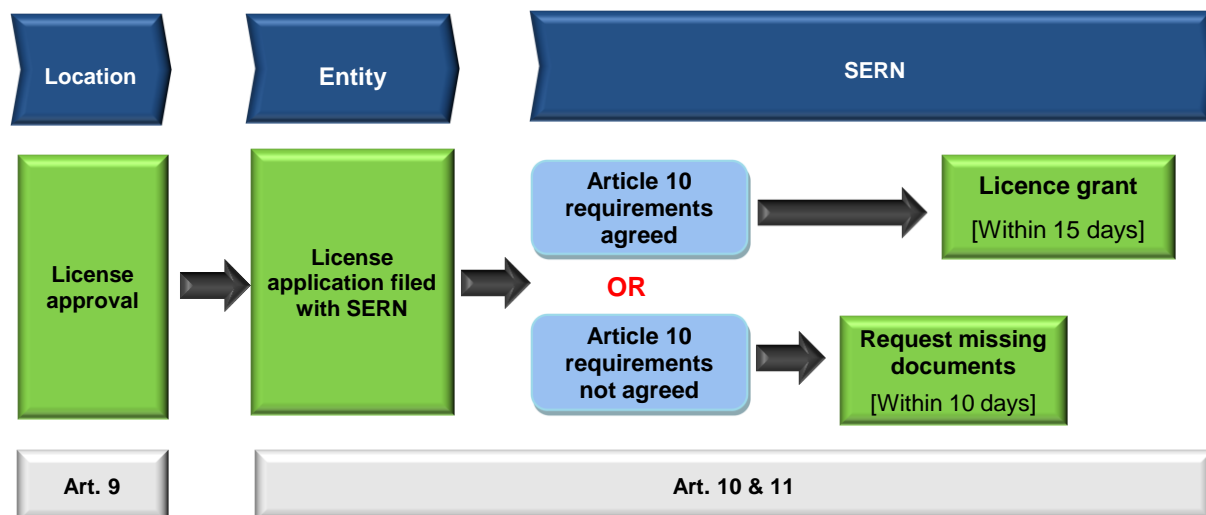 Location
Entity
SERN
License
approval
License
application filed
with SERN
Article 10
requirements
agreed
Licence grant
[Within 15 days]
OR
Article 10
requirements
not agreed
Request missing
documents
[Within 10 days]
Art. 9
Art. 10 & 11